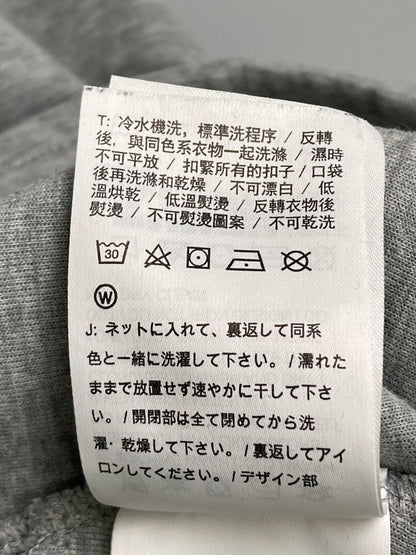 T: 冷水機洗，標準洗程序 / 反轉
後，與同色系衣物一起洗滌 / 濕時
不可平放 / 扣緊所有的扣子 / 口袋
後再洗滌和乾燥 / 不可漂白 / 低
溫烘乾 / 低溫熨燙 / 反轉衣物後
熨燙 / 不可熨燙圖案 / 不可乾洗
30
W
J: ネットに入れて、裏返して同系
色と一緒に洗濯して下さい。/ 濡れた
ままで放置せず速やかに干して下さ
い。/ 開閉部は全て閉めてから洗
濯・乾燥して下さい。/ 裏返してアイ
ロンしてください。/ デザイン部